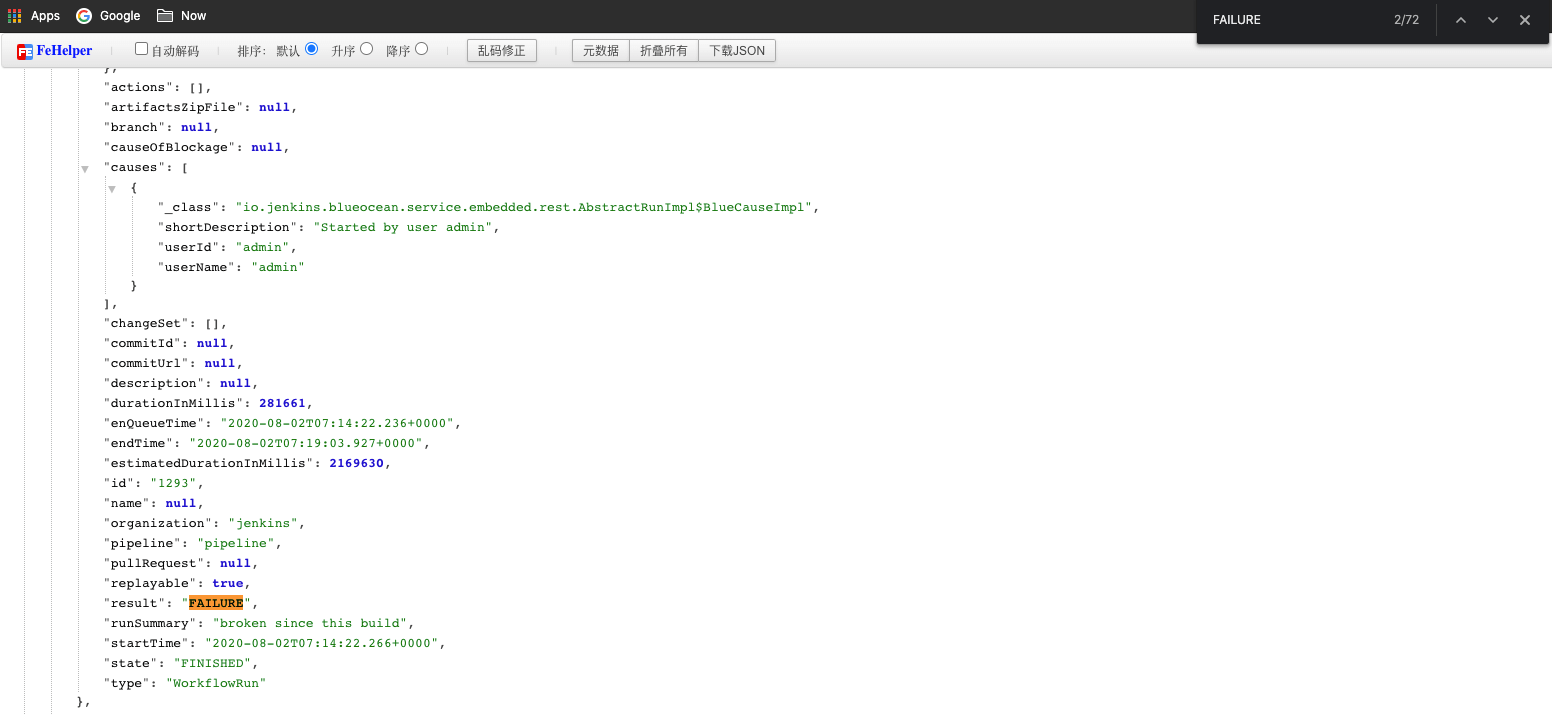 Apps Google Now
FAILURE 2/72
FE FeHelper 自动解码 排序: 默认 升序 降序 乱码修正 元数据 折叠所有 下载JSON
},
"actions": [],
"artifactsZipFile": null,
"branch": null,
"causeOfBlockage": null,
"causes": [
{
"_class": "io.jenkins.blueocean.service.embedded.rest.AbstractRunImpl$BlueCauseImpl",
"shortDescription": "Started by user admin",
"userId": "admin",
"userName": "admin"
}
],
"changeSet": [],
"commitId": null,
"commitUrl": null,
"description": null,
"durationInMillis": 281661,
"enQueueTime": "2020-08-02T07:14:22.236+0000",
"endTime": "2020-08-02T07:19:03.927+0000",
"estimatedDurationInMillis": 2169630,
"id": "1293",
"name": null,
"organization": "jenkins",
"pipeline": "pipeline",
"pullRequest": null,
"replayable": true,
"result": "FAILURE",
"runSummary": "broken since this build",
"startTime": "2020-08-02T07:14:22.266+0000",
"state": "FINISHED",
"type": "WorkflowRun"
},